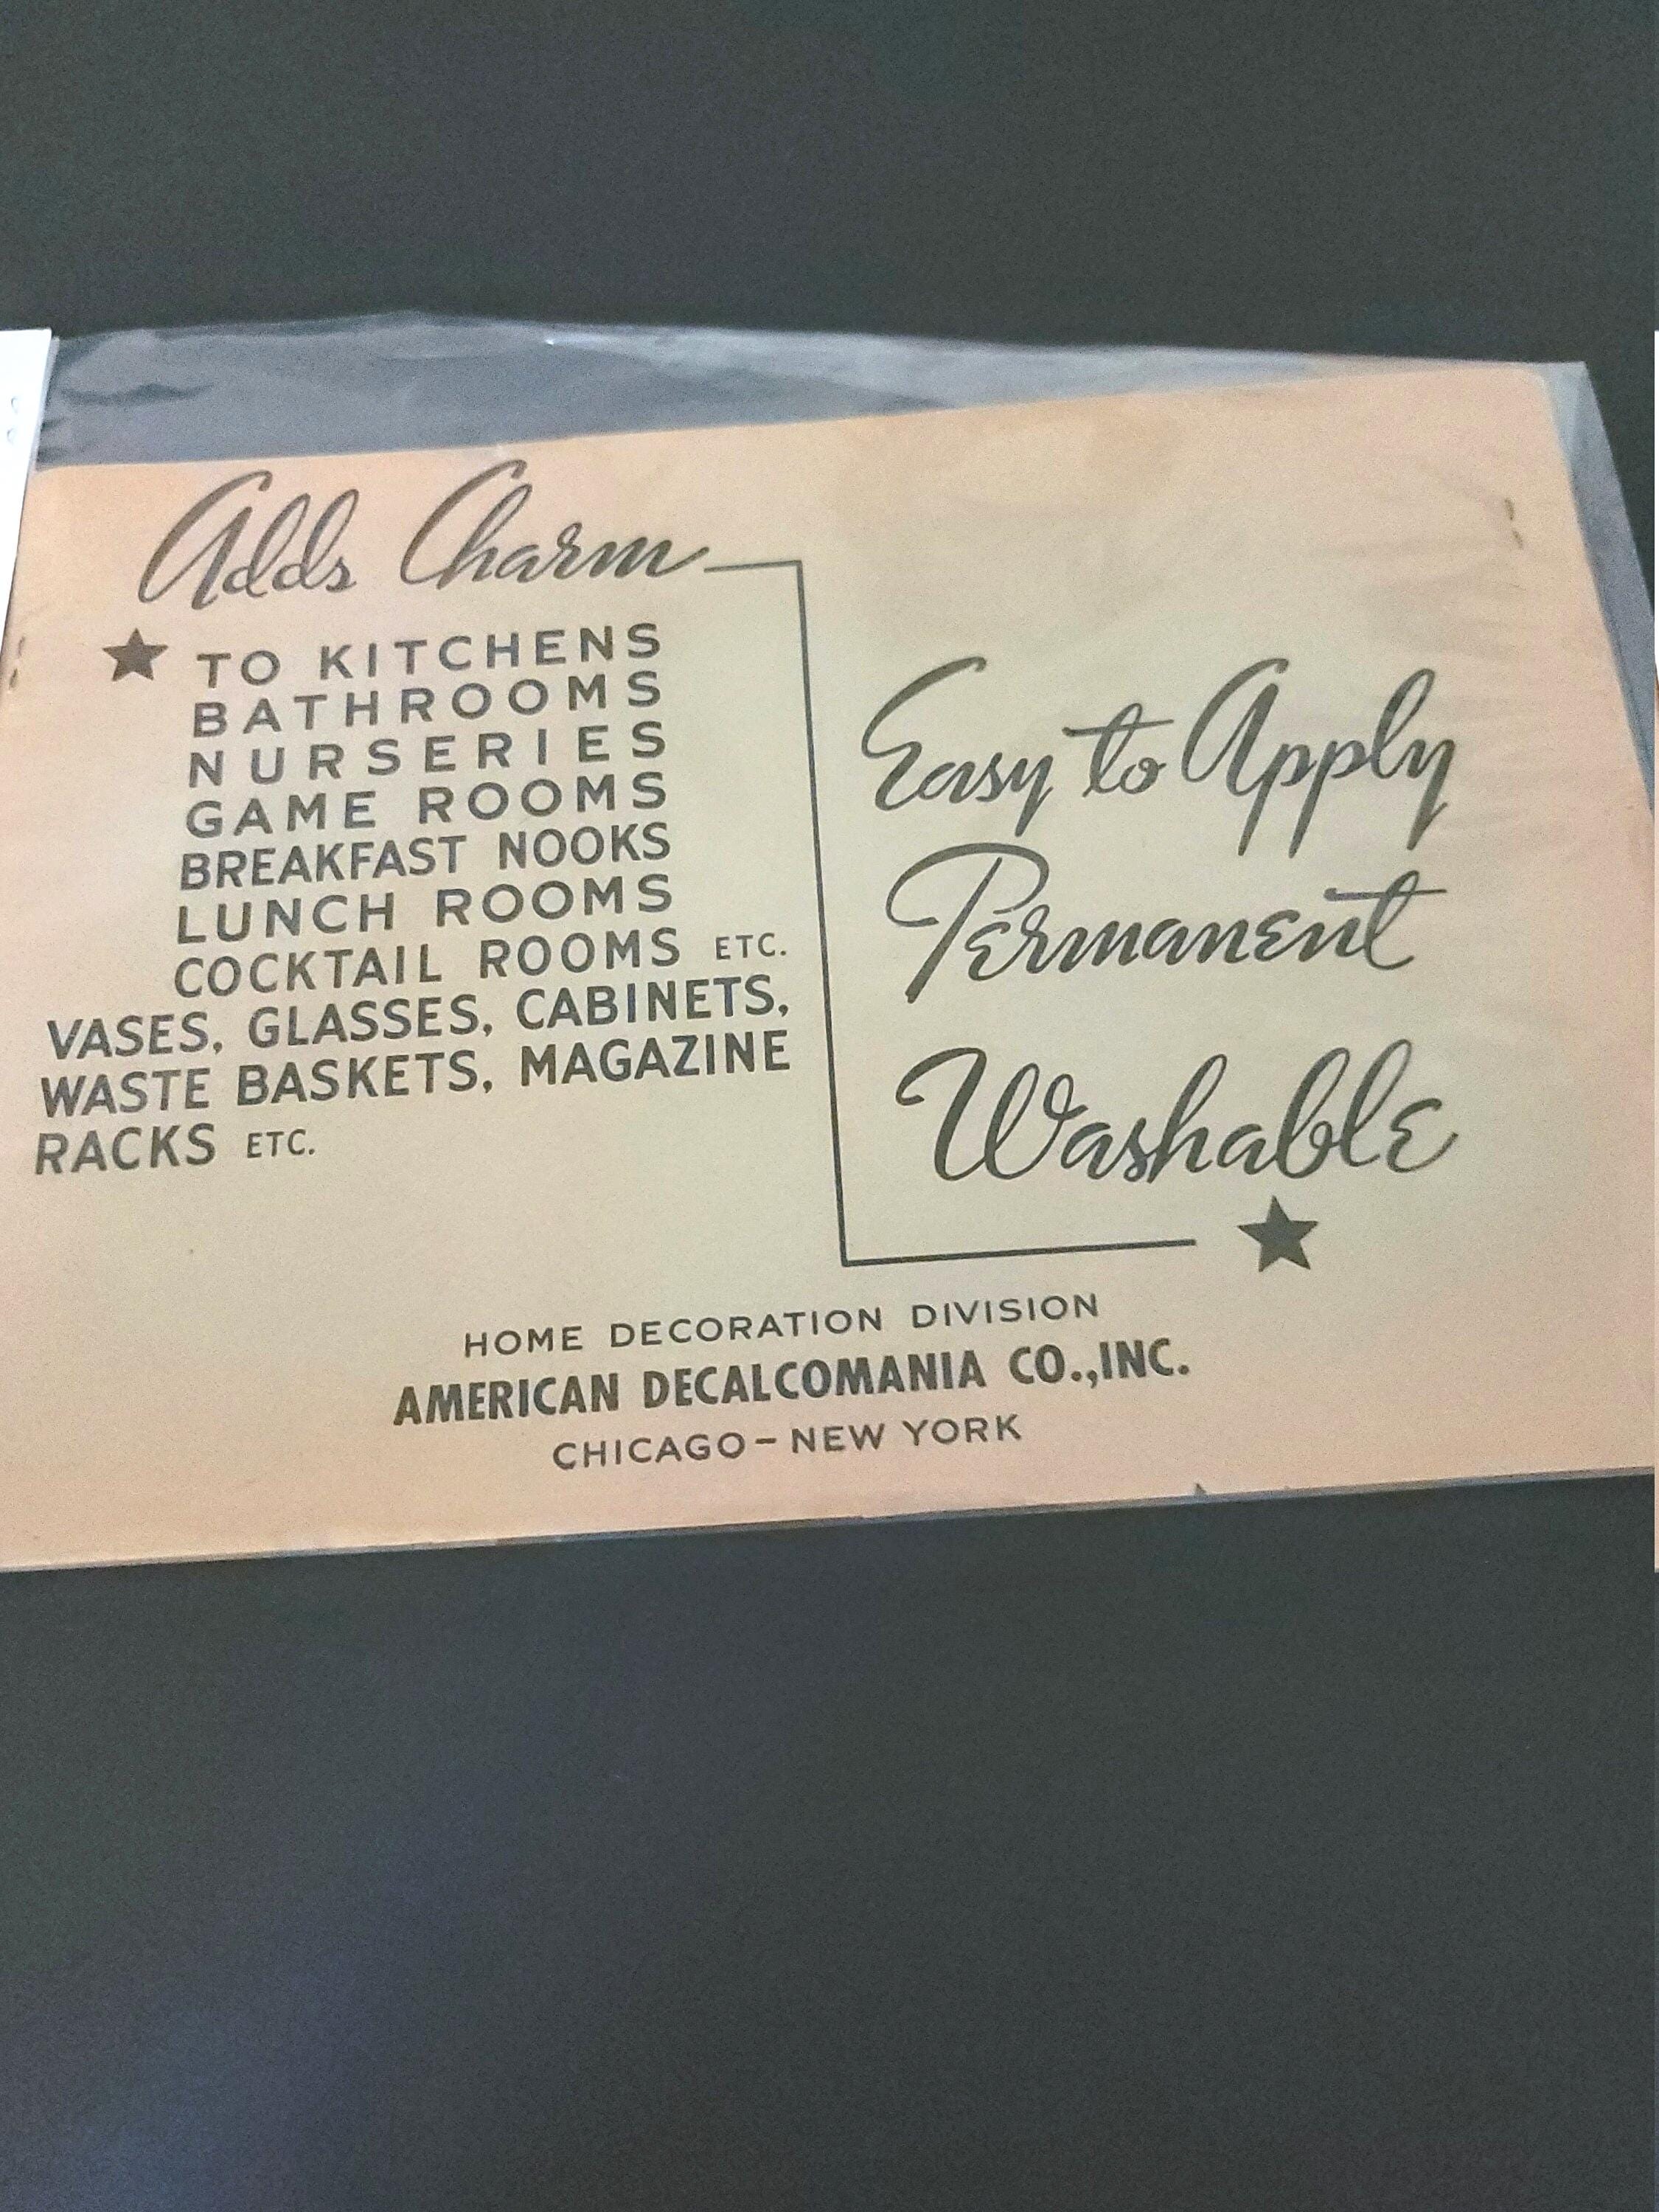 Adds Charm
TO KITCHENS
BATHROOMS
NURSERIES
GAME ROOMS
BREAKFAST NOOKS
LUNCH ROOMS
COCKTAIL ROOMS ETC.
VASES, GLASSES, CABINETS,
WASTE BASKETS, MAGAZINE
RACKS ETC.
Easy to Apply
Permanent
Washable
HOME DECORATION DIVISION
AMERICAN DECALCOMANIA CO., INC.
CHICAGO – NEW YORK